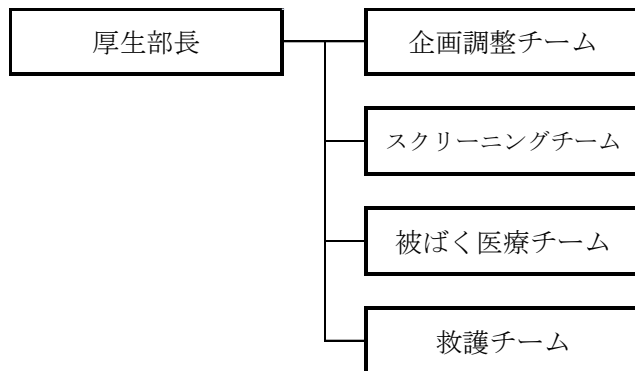 厚生部長
企画調整チーム
スクリーニングチーム
被ばく医療チーム
救護チーム